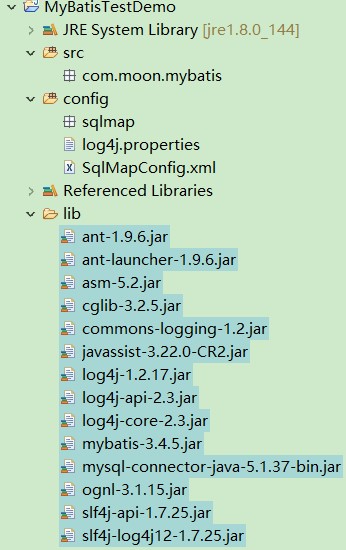 MyBatisTestDemo
JRE System Library [jre1.8.0_144]
src
com.moon.mybatis
config
sqlmap
log4j.properties
SqlMapConfig.xml
Referenced Libraries
lib
ant-1.9.6.jar
ant-launcher-1.9.6.jar
asm-5.2.jar
cglib-3.2.5.jar
commons-logging-1.2.jar
javassist-3.22.0-CR2.jar
log4j-1.2.17.jar
log4j-api-2.3.jar
log4j-core-2.3.jar
mybatis-3.4.5.jar
mysql-connector-java-5.1.37-bin.jar
ognl-3.1.15.jar
slf4j-api-1.7.25.jar
slf4j-log4j12-1.7.25.jar